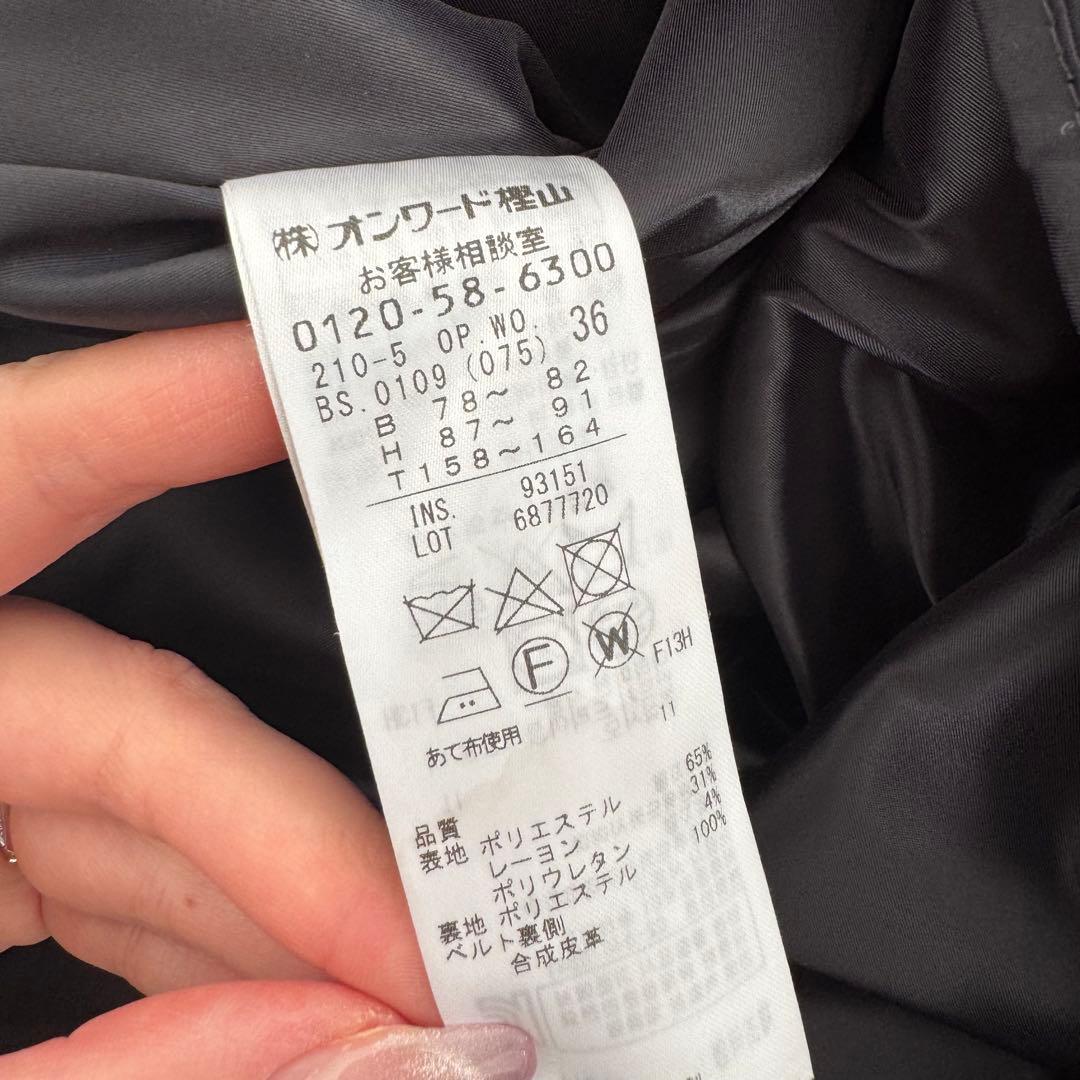 (株)オンワード樫山
お客様相談室
0120-58-6300
210-5 OP.WO. 36
BS.0109 (075)
B 78～ 82
H 87～ 91
T158～164
INS. 93151
LOT 6877720
F W F13H
あて布使用 11
品質
表地 ポリエステル 65%
レーヨン 31%
ポリウレタン 4%
裏地 ポリエステル 100%
ベルト裏側
合成皮革